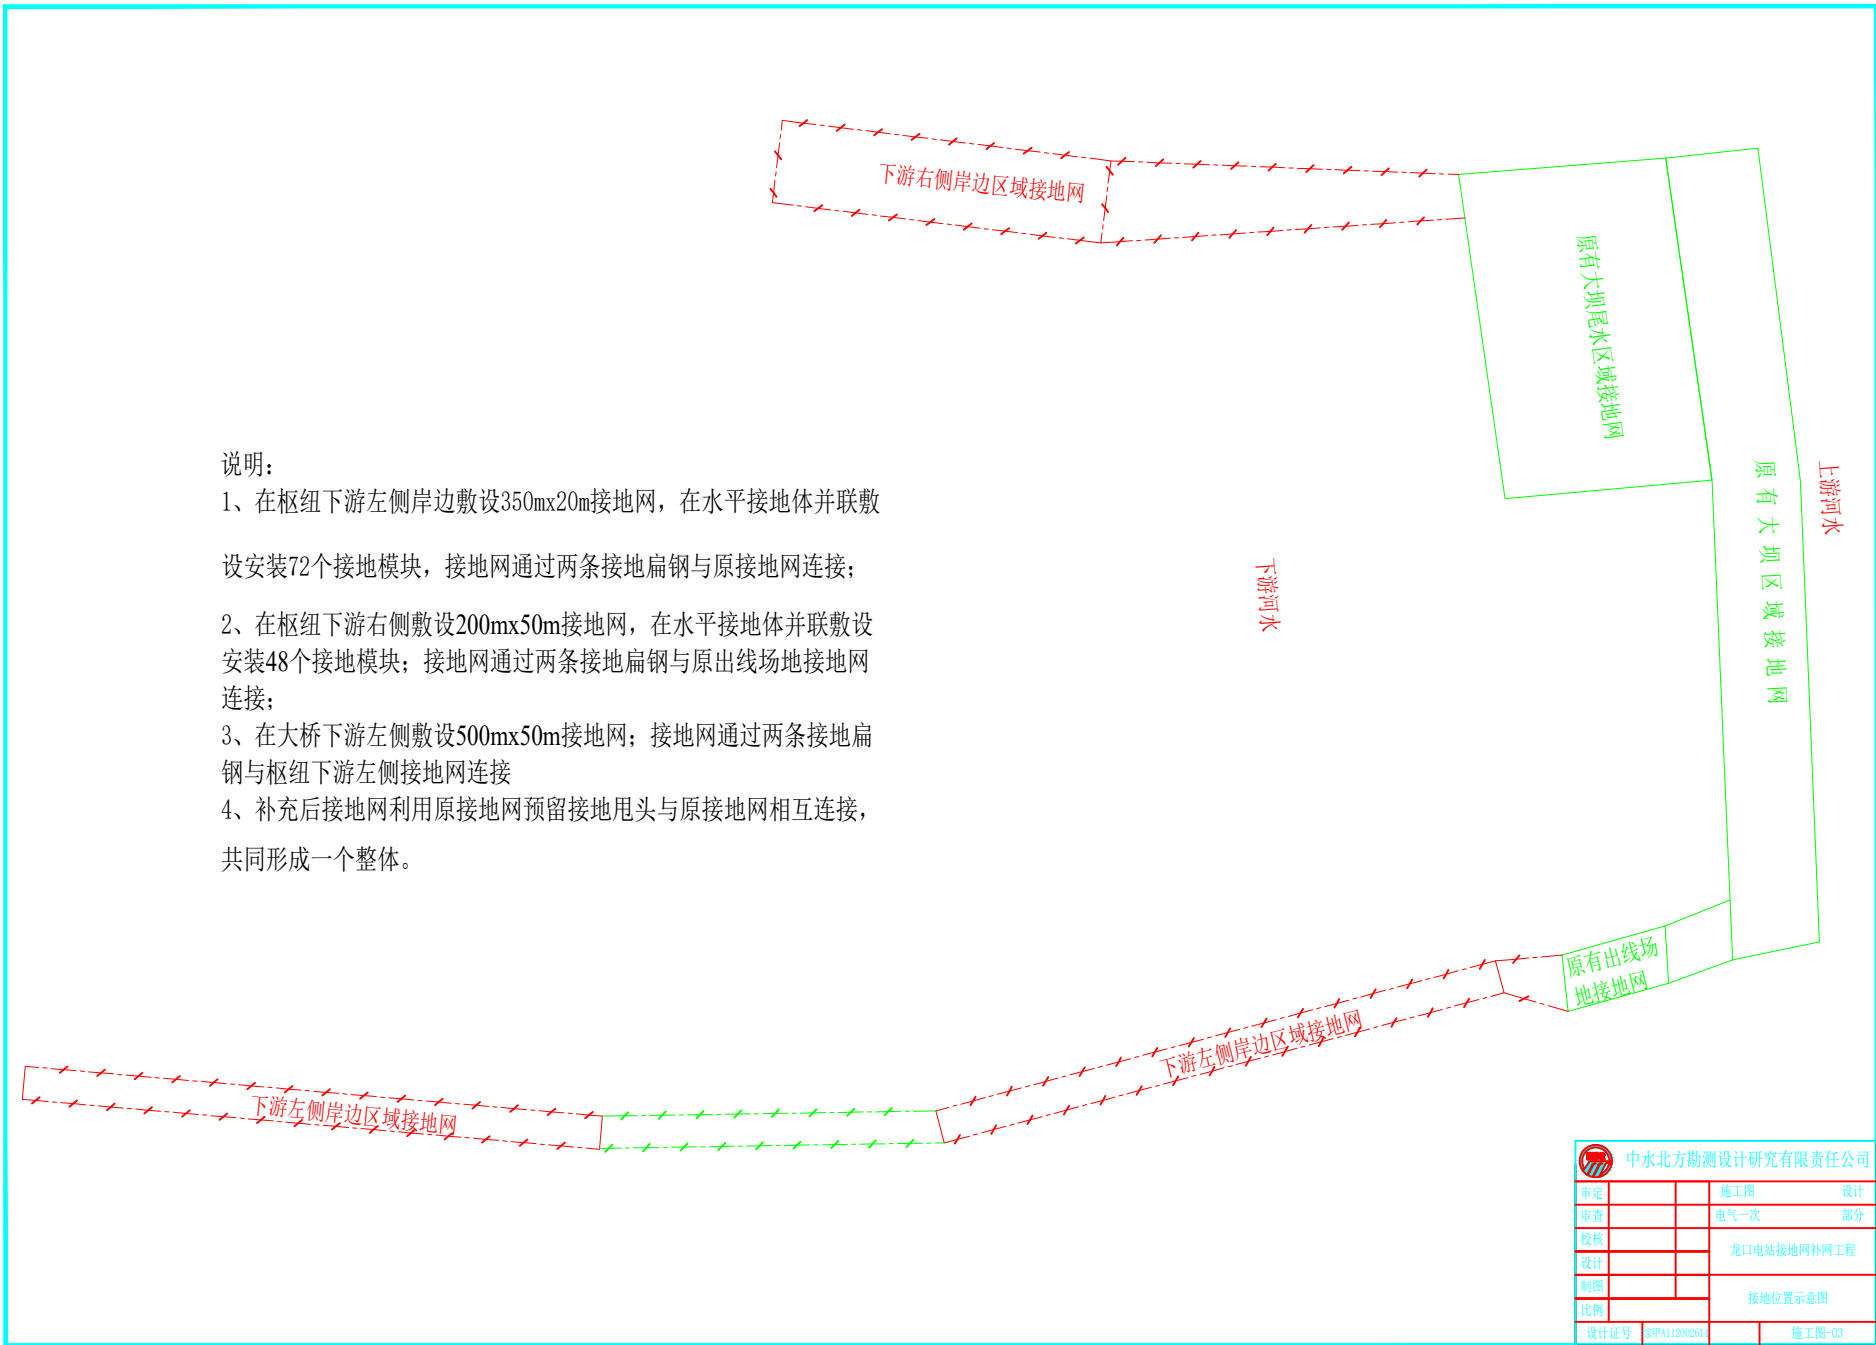 下游右侧岸边区域接地网
原有大坝尾水区域接地网
原有大坝区域接地网
上游河水
下游河水
说明:
1、在枢纽下游左侧岸边敷设350mx20m接地网，在水平接地体并联敷
设安装72个接地模块，接地网通过两条接地扁钢与原接地网连接；
2、在枢纽下游右侧敷设200mx50m接地网，在水平接地体并联敷设
安装48个接地模块；接地网通过两条接地扁钢与原出线场地接地网
连接；
3、在大桥下游左侧敷设500mx50m接地网；接地网通过两条接地扁
钢与枢纽下游左侧接地网连接
4、补充后接地网利用原接地网预留接地甩头与原接地网相互连接，
共同形成一个整体。
原有出线场
地接地网
下游左侧岸边区域接地网
下游左侧岸边区域接地网
中水北方勘测设计研究有限责任公司
审定 施工图 设计
审查 电气一次 部分
校核
龙口电站接地网补网工程
设计
制图
接地位置示意图
比例
设计证号 A112002614 施工图-03